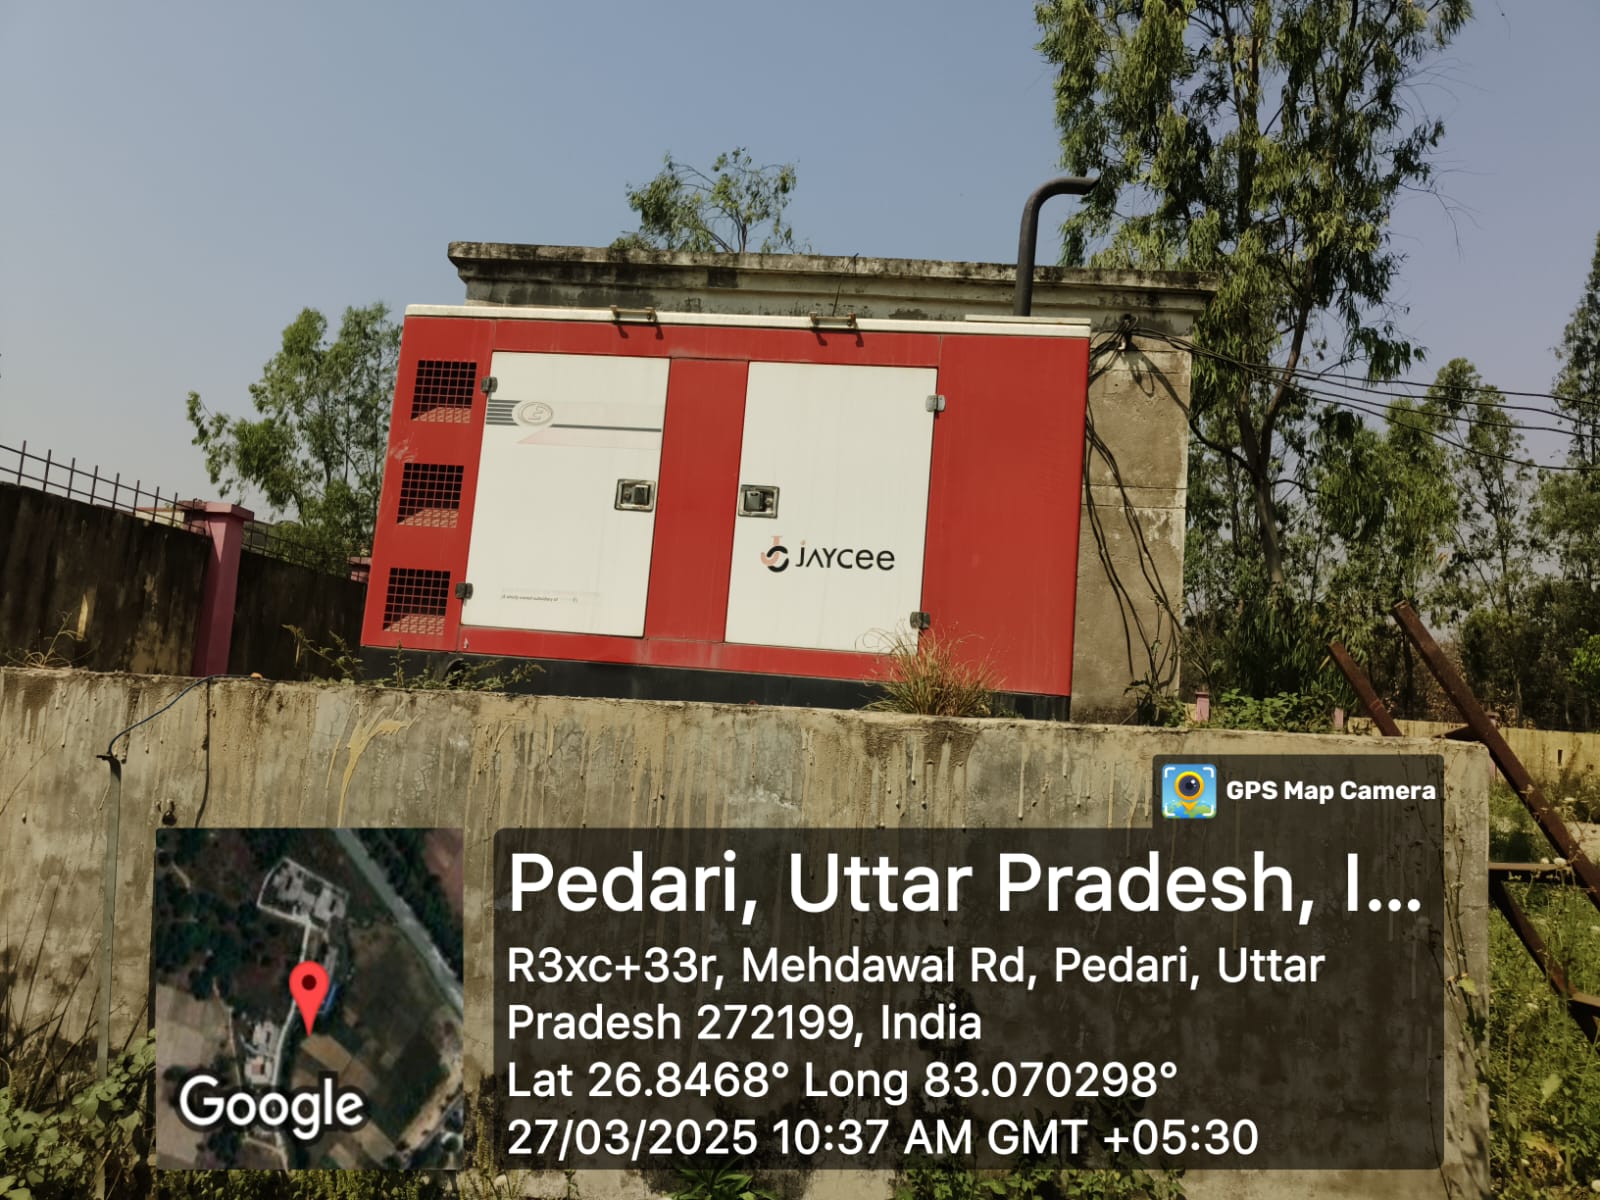 E
JAYCEE
GPS Map Camera
Pedari, Uttar Pradesh, I...
R3xc+33r, Mehdawal Rd, Pedari, Uttar
Pradesh 272199, India
Lat 26.8468° Long 83.070298°
27/03/2025 10:37 AM GMT +05:30
Google